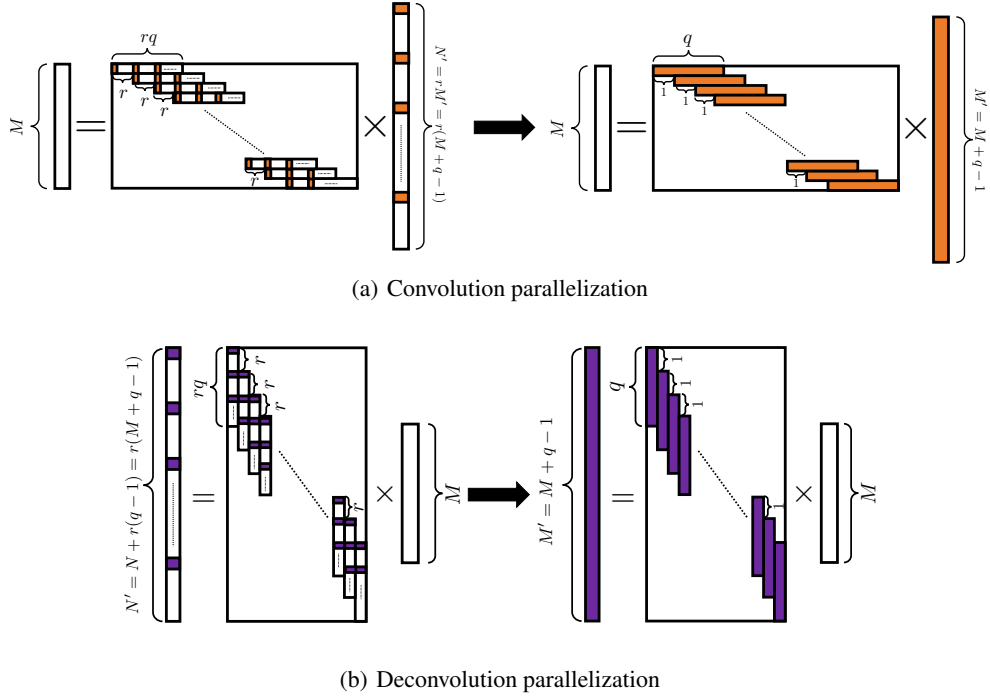 M
=
rq
r
r
r
r
×
N′ = rM′ = r(M + q − 1)
M
=
q
1
1
1
1
×
M′ = M + q − 1
(a) Convolution parallelization
N′ = N + r(q − 1) = r(M + q − 1)
=
rq
r
r
r
r
×
M
M′ = M + q − 1
=
q
1
1
1
1
×
M
(b) Deconvolution parallelization